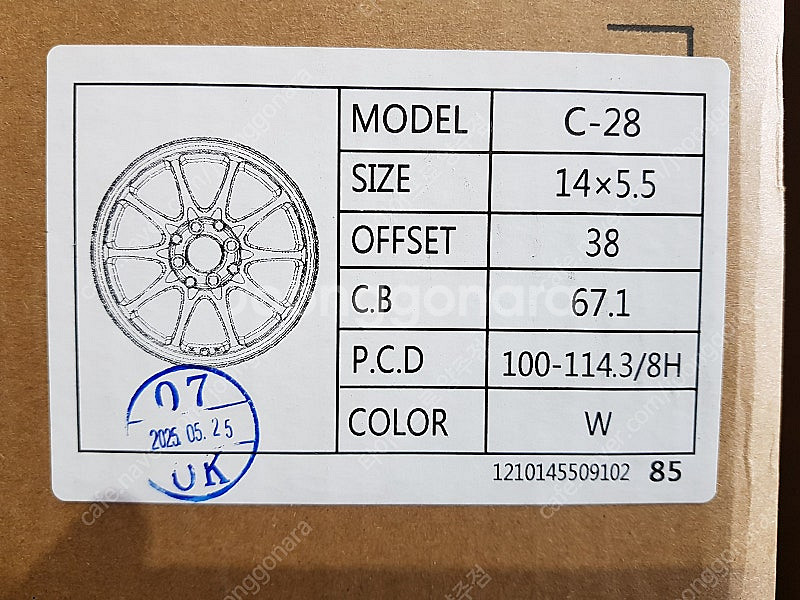 MODEL C-28
SIZE 14×5.5
OFFSET 38
C.B 67.1
P.C.D 100-114.3/8H
COLOR W
07
2025.05.25
OK
1210145509102 85
joonggonara